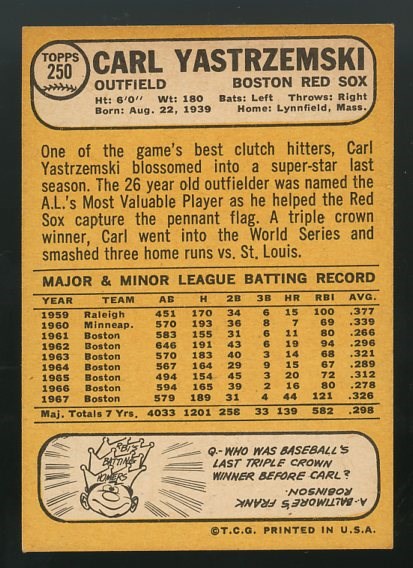 TOPPS
250
CARL YASTRZEMSKI
OUTFIELD BOSTON RED SOX
Ht: 6'0" Wt: 180 Bats: Left Throws: Right
Born: Aug. 22, 1939 Home: Lynnfield, Mass.
One of the game's best clutch hitters, Carl
Yastrzemski blossomed into a super-star last
season. The 26 year old outfielder was named the
A.L.'s Most Valuable Player as he helped the Red
Sox capture the pennant flag. A triple crown
winner, Carl went into the World Series and
smashed three home runs vs. St. Louis.
MAJOR & MINOR LEAGUE BATTING RECORD
YEAR TEAM AB H 2B 3B HR RBI AVG.
1959 Raleigh 451 170 34 6 15 100 .377
1960 Minneap. 570 193 36 8 7 69 .339
1961 Boston 583 155 31 6 11 80 .266
1962 Boston 646 191 43 6 19 94 .296
1963 Boston 570 183 40 3 14 68 .321
1964 Boston 567 164 29 9 15 67 .289
1965 Boston 494 154 45 3 20 72 .312
1966 Boston 594 165 39 2 16 80 .278
1967 Boston 579 189 31 4 44 121 .326
Maj. Totals 7 Yrs. 4033 1201 258 33 139 582 .298
RBI'S
BATTING
HOMERS
Q.-WHO WAS BASEBALL'S
LAST TRIPLE CROWN
WINNER BEFORE CARL?
A-BALTIMORE'S FRANK
ROBINSON.
©T.C.G. PRINTED IN U.S.A.